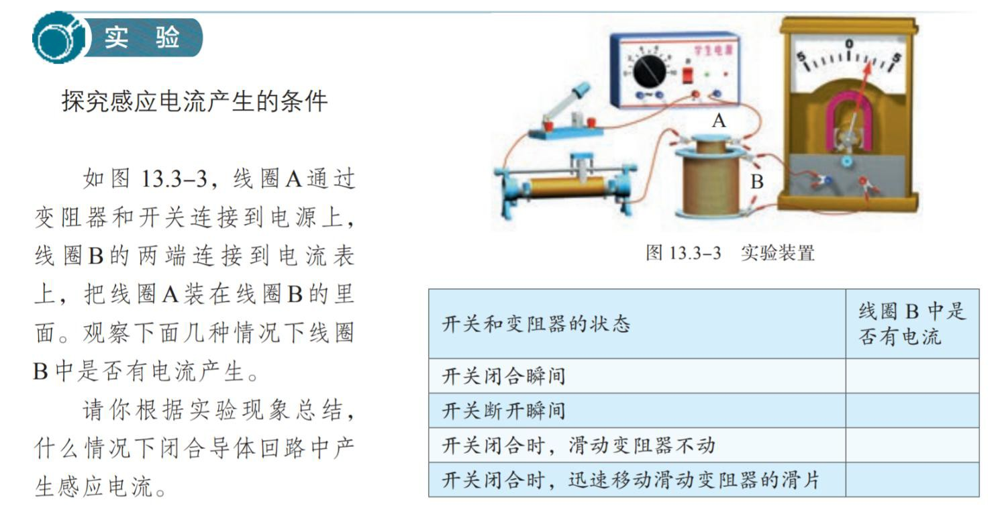 实 验
探究感应电流产生的条件
如图 13.3–3，线圈A通过
变阻器和开关连接到电源上，
线圈B的两端连接到电流表
上，把线圈A装在线圈B的里
面。观察下面几种情况下线圈
B中是否有电流产生。
请你根据实验现象总结，
什么情况下闭合导体回路中产
生感应电流。
学生电源
5 0 5
A
B
图 13.3–3 实验装置
开关和变阻器的状态
线圈 B 中是
否有电流
开关闭合瞬间
开关断开瞬间
开关闭合时，滑动变阻器不动
开关闭合时，迅速移动滑动变阻器的滑片